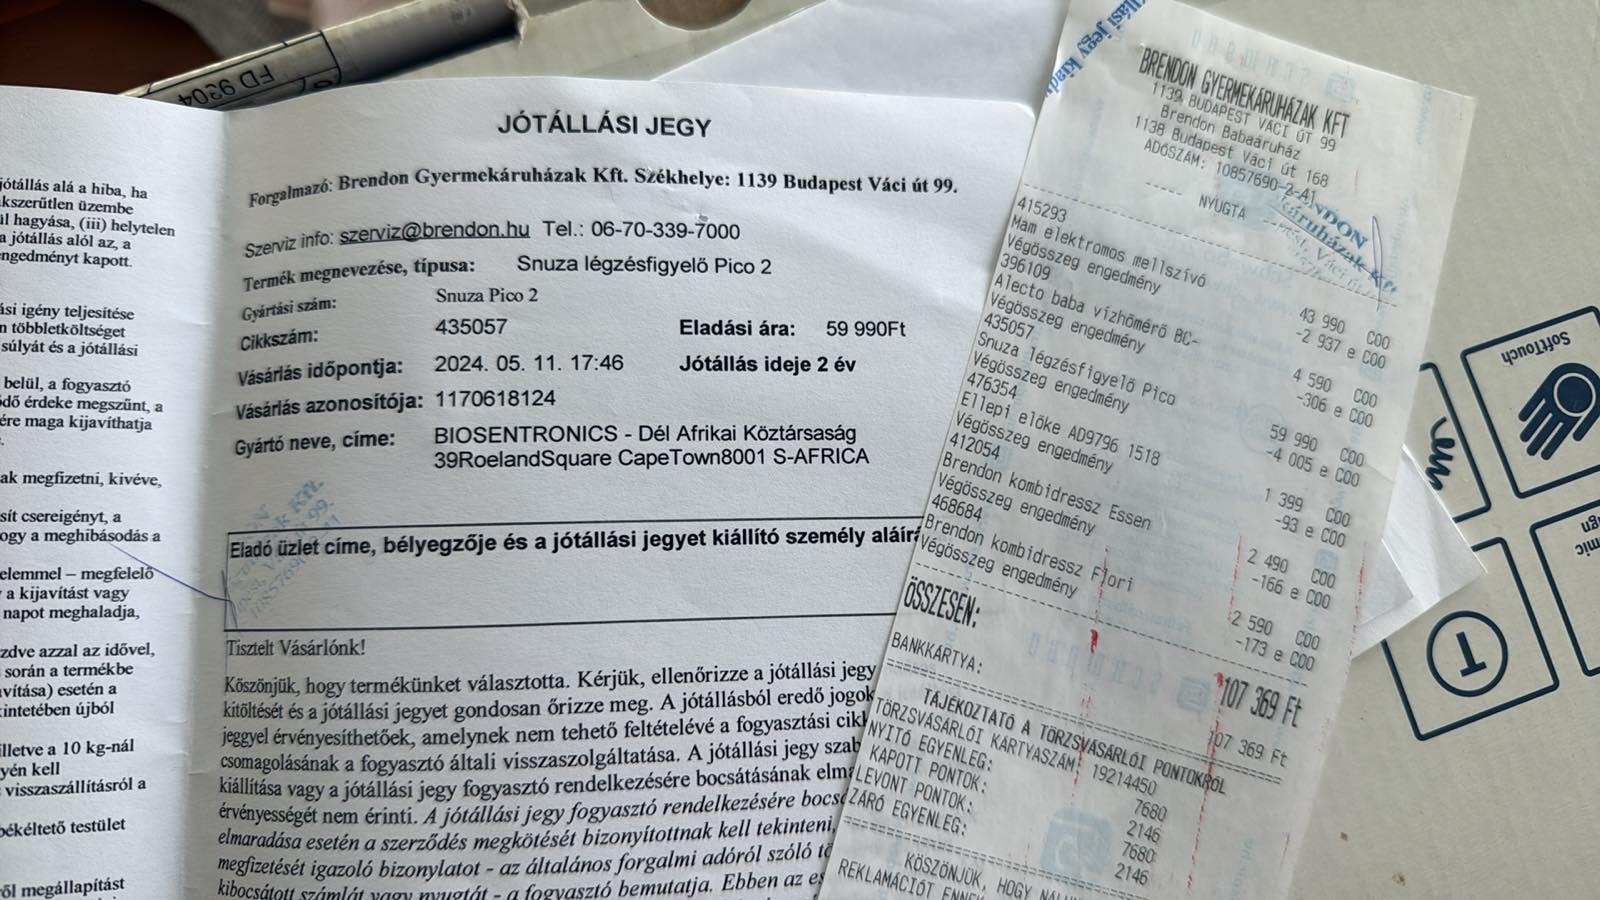 FD 9304
jótállás alá a hiba, ha
kszerűtlen üzembe
ül hagyása, (iii) helytelen
a jótállás alól az, a
engedményt kapott.
ási igény teljesítése
n többletköltséget
súlyát és a jótállási
belül, a fogyasztó
dő érdeke megszűnt, a
ére maga kijavíthatja
ak megfizetni, kivéve,
sít csereigényt, a
ogy a meghibásodás a
elemmel – megfelelő
a kijavítást vagy
napot meghaladja,
zdve azzal az idővel,
során a termékbe
vítása) esetén a
kintetében újból
illetve a 10 kg-nál
yén kell
visszaszállításról a
békéltető testület
ről megállapítást
JÓTÁLLÁSI JEGY
Forgalmazó: Brendon Gyermekáruházak Kft. Székhelye: 1139 Budapest Váci út 99.
Szerviz info: szerviz@brendon.hu Tel.: 06-70-339-7000
Termék megnevezése, típusa: Snuza légzésfigyelő Pico 2
Gyártási szám: Snuza Pico 2
Cikkszám: 435057 Eladási ára: 59 990Ft
Vásárlás időpontja: 2024. 05. 11. 17:46 Jótállás ideje 2 év
Vásárlás azonosítója: 1170618124
Gyártó neve, címe: BIOSENTRONICS - Dél Afrikai Köztársaság
39RoelandSquare CapeTown8001 S-AFRICA
Eladó üzlet címe, bélyegzője és a jótállási jegyet kiállító személy aláírá
Tisztelt Vásárlónk!
Köszönjük, hogy termékünket választotta. Kérjük, ellenőrizze a jótállási jegy
kitöltését és a jótállási jegyet gondosan őrizze meg. A jótállásból eredő jogok
jeggyel érvényesíthetőek, amelynek nem tehető feltételévé a fogyasztási cikk
csomagolásának a fogyasztó általi visszaszolgáltatása. A jótállási jegy szab
kiállítása vagy a jótállási jegy fogyasztó rendelkezésére bocsátásának elma
érvényességét nem érinti. A jótállási jegy fogyasztó rendelkezésére bocs
elmaradása esetén a szerződés megkötését bizonyítottnak kell tekinteni,
megfizetését igazoló bizonylatot - az általános forgalmi adóról szóló tö
kibocsátott számlát vagy nyugtát - a fogyasztó bemutatja. Ebben az es
BRENDON GYERMEKÁRUHÁZAK KFT
1139 BUDAPEST VÁCI ÚT 99
Brendon Babaáruház
1138 Budapest Váci út 168
ADÓSZÁM: 10857690-2-41
----- NYUGTA
415293
Mam elektromos mellszívó 43 990 C00
Végösszeg engedmény -2 937 e C00
396109
Alecto baba vízhőmérő BC- 4 590 C00
Végösszeg engedmény -306 e C00
435057
Snuza légzésfigyelő Pico 59 990 C00
Végösszeg engedmény -4 005 e C00
476354
Ellepi előke AD9796 1518 1 399 C00
Végösszeg engedmény -93 e C00
412054
Brendon kombidressz Essen 2 490 C00
Végösszeg engedmény -166 e C00
468684
Brendon kombidressz Flori 2 590 C00
Végösszeg engedmény -173 e C00
ÖSSZESEN: 107 369 Ft
BANKKÁRTYA: 107 369 Ft
TÁJÉKOZTATÓ A TÖRZSVÁSÁRLÓI PONTOKRÓL
TÖRZSVÁSÁRLÓI KÁRTYASZÁM: 19214450
NYITÓ EGYENLEG: 7680
KAPOTT PONTOK: 2146
LEVONT PONTOK: 7680
ZÁRÓ EGYENLEG: 2146
KÖSZÖNJÜK, HOGY
REKLAMÁCIÓT
SoftTouch